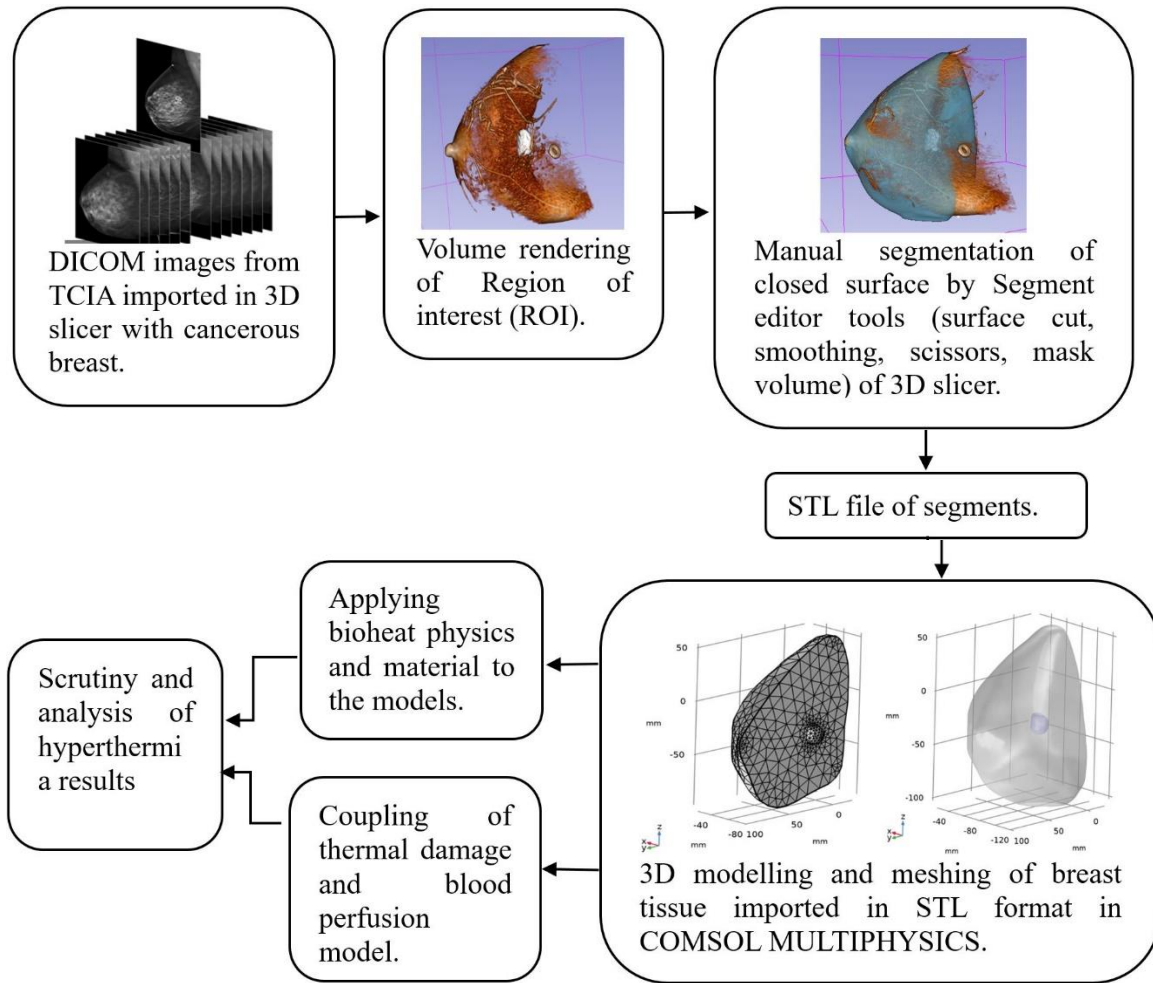 DICOM images from
TCIA imported in 3D
slicer with cancerous
breast.
Volume rendering
of Region of
interest (ROI).
Manual segmentation of
closed surface by Segment
editor tools (surface cut,
smoothing, scissors, mask
volume) of 3D slicer.
STL file of segments.
50
0
mm
-50
-40
-80
100
50
0
mm
mm
x
y
z
50
0
mm
-50
-100
-40
-80
-120
100
50
0
mm
mm
x
y
z
3D modelling and meshing of breast
tissue imported in STL format in
COMSOL MULTIPHYSICS.
Applying
bioheat physics
and material to
the models.
Coupling of
thermal damage
and blood
perfusion
model.
Scrutiny and
analysis of
hyperthermi
a results